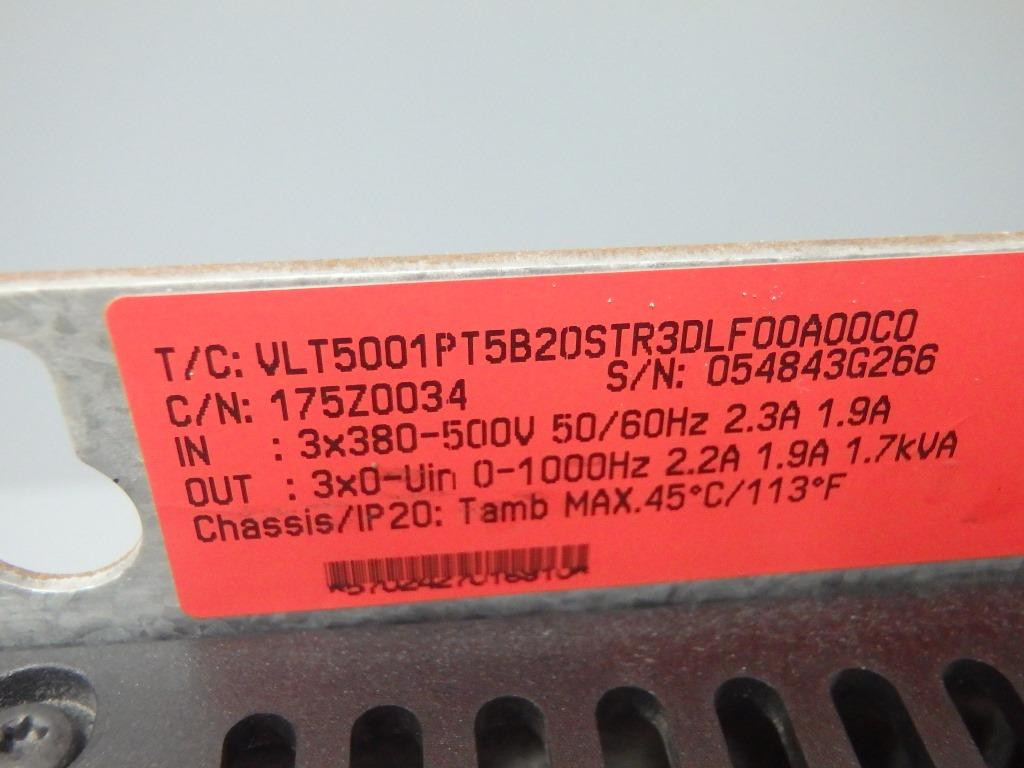 T/C: VLT5001PT5B20STR3DLF00A00C0
C/N: 175Z0034 S/N: 054843G266
IN : 3x380-500V 50/60Hz 2.3A 1.9A
OUT : 3x0-Uin 0-1000Hz 2.2A 1.9A 1.7kVA
Chassis/IP20: Tamb MAX.45°C/113°F